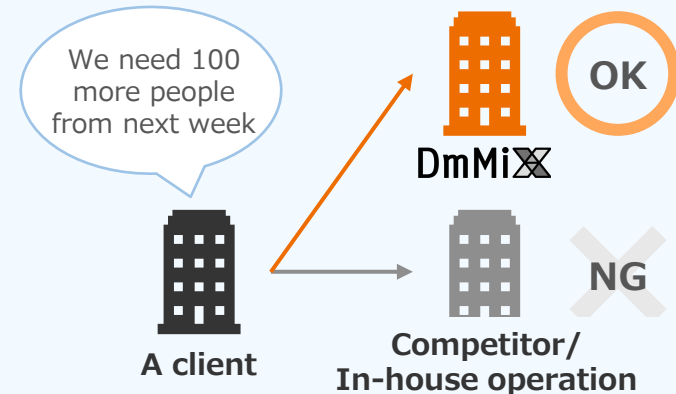 We need 100
more people
from next week
OK
DmMiX
NG
A client
Competitor/
In-house operation